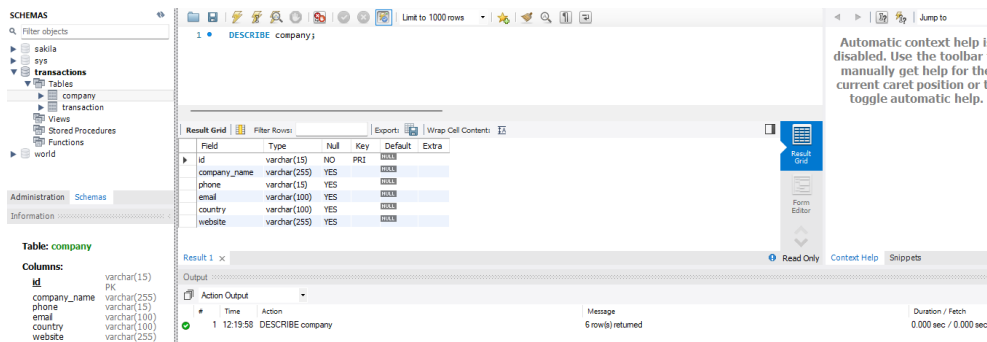 SCHEMAS
Filter objects
sakila
sys
transactions
Tables
company
transaction
Views
Stored Procedures
Functions
world
Administration Schemas
Information
Table: company
Columns:
id varchar(15) PK
company_name varchar(255)
phone varchar(15)
email varchar(100)
country varchar(100)
website varchar(255)
Limit to 1000 rows
1 DESCRIBE company;
Result Grid Filter Rows: Export: Wrap Cell Content:
Field Type Null Key Default Extra
id varchar(15) NO PRI NULL
company_name varchar(255) YES NULL
phone varchar(15) YES NULL
email varchar(100) YES NULL
country varchar(100) YES NULL
website varchar(255) YES NULL
Result Grid
Form Editor
Result 1 Read Only
Output
Action Output
# Time Action Message Duration / Fetch
1 12:19:58 DESCRIBE company 6 row(s) returned 0.000 sec / 0.000 sec
Jump to
Automatic context help i
disabled. Use the toolbar
manually get help for the
current caret position or t
toggle automatic help.
Context Help Snippets